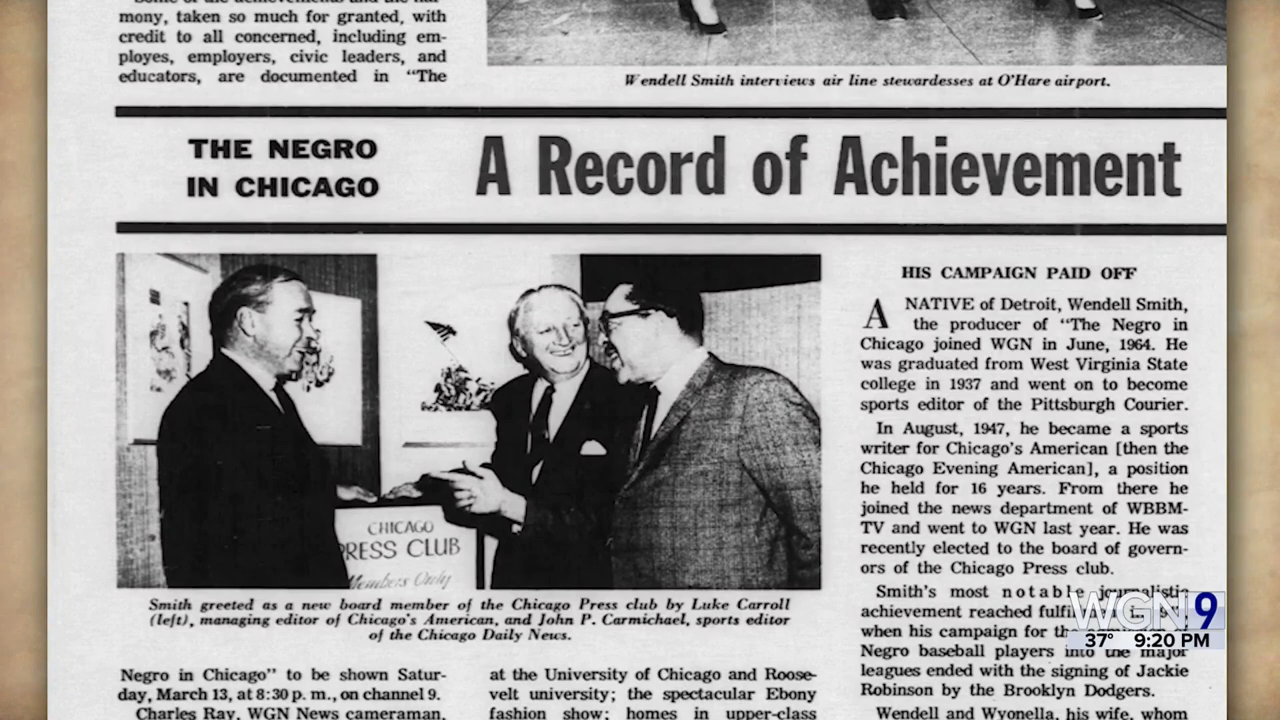 Some of the achievements and the har-
mony, taken so much for granted, with
credit to all concerned, including em-
ployes, employers, civic leaders, and
educators, are documented in "The
Wendell Smith interviews air line stewardesses at O'Hare airport.
THE NEGRO
IN CHICAGO
A Record of Achievement
CHICAGO
PRESS CLUB
Members Only
Smith greeted as a new board member of the Chicago Press club by Luke Carroll
(left), managing editor of Chicago's American, and John P. Carmichael, sports editor
of the Chicago Daily News.
Negro in Chicago" to be shown Satur-
day, March 13, at 8:30 p. m., on channel 9.
Charles Ray, WGN News cameraman,
at the University of Chicago and Roose-
velt university; the spectacular Ebony
fashion show; homes in upper-class
HIS CAMPAIGN PAID OFF
A NATIVE of Detroit, Wendell Smith,
the producer of "The Negro in
Chicago joined WGN in June, 1964. He
was graduated from West Virginia State
college in 1937 and went on to become
sports editor of the Pittsburgh Courier.
In August, 1947, he became a sports
writer for Chicago's American [then the
Chicago Evening American], a position
he held for 16 years. From there he
joined the news department of WBBM-
TV and went to WGN last year. He was
recently elected to the board of govern-
ors of the Chicago Press club.
Smith's most notable journalistic
achievement reached
when his campaign for the
Negro baseball players into the major
leagues ended with the signing of Jackie
Robinson by the Brooklyn Dodgers.
Wendell and Wyonella, his wife, whom
WGN 9
37° 9:20 PM